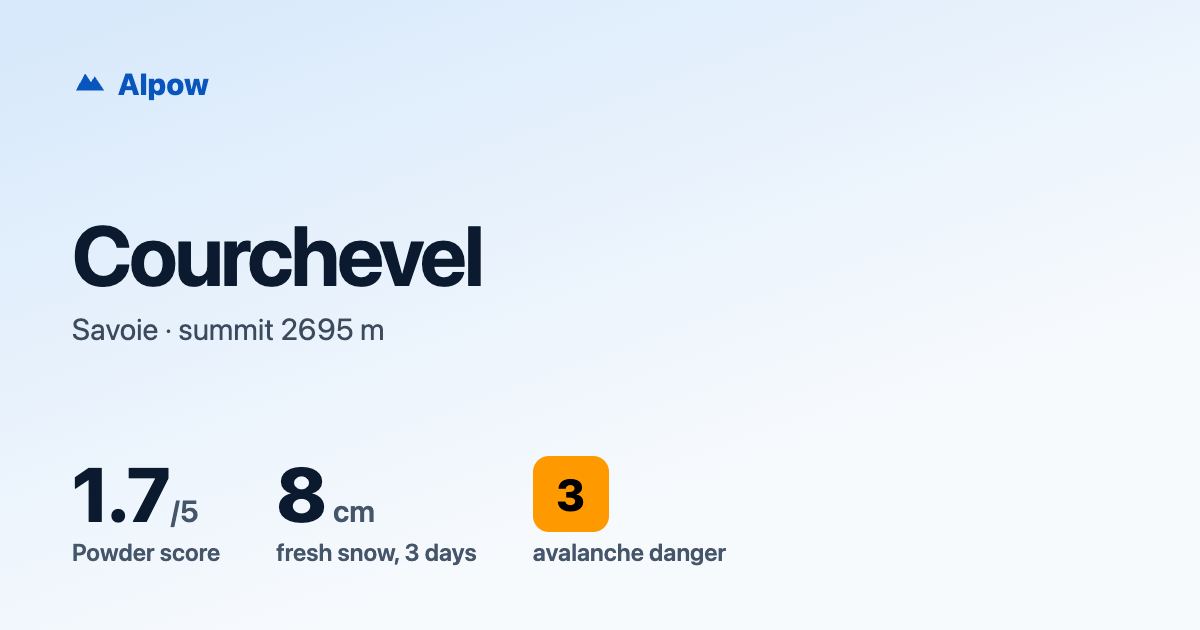 Alpow
Courchevel
Savoie · summit 2695 m
1.7/5
Powder score
8 cm
fresh snow, 3 days
3
avalanche danger